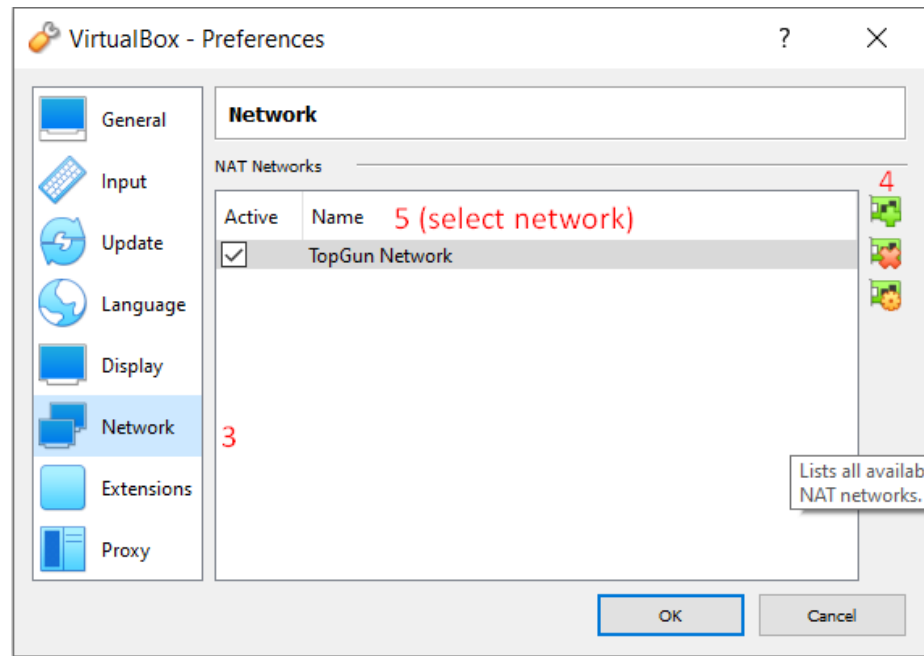 VirtualBox - Preferences
?
General
Input
Update
Language
Display
Network
Extensions
Proxy
Network
NAT Networks
4
Active Name 5 (select network)
TopGun Network
3
Lists all availab
NAT networks.
OK Cancel